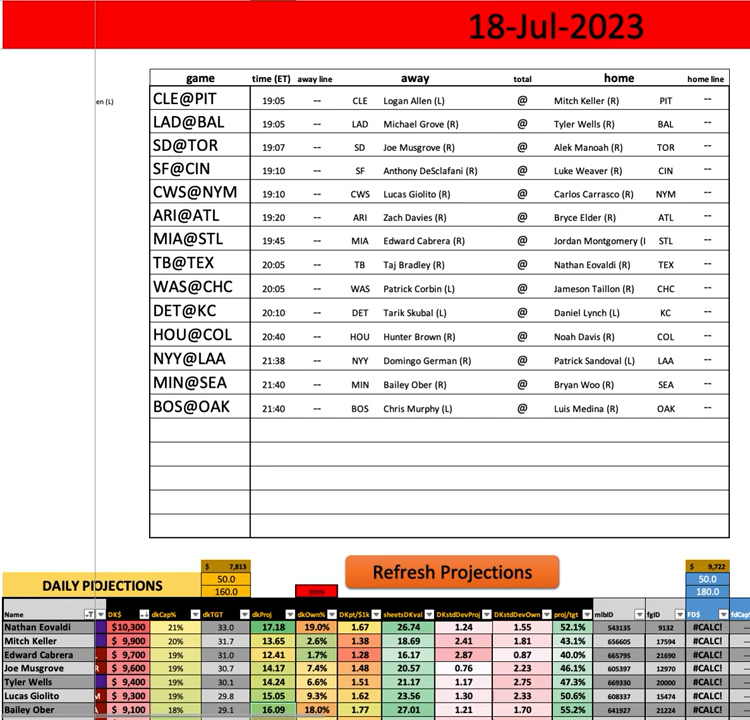 18-Jul-2023
game time (ET) away line away total home home line
en (L)
CLE@PIT 19:05 -- CLE Logan Allen (L) @ Mitch Keller (R) PIT --
LAD@BAL 19:05 -- LAD Michael Grove (R) @ Tyler Wells (R) BAL --
SD@TOR 19:07 -- SD Joe Musgrove (R) @ Alek Manoah (R) TOR --
SF@CIN 19:10 -- SF Anthony DeSclafani (R) @ Luke Weaver (R) CIN --
CWS@NYM 19:10 -- CWS Lucas Giolito (R) @ Carlos Carrasco (R) NYM --
ARI@ATL 19:20 -- ARI Zach Davies (R) @ Bryce Elder (R) ATL --
MIA@STL 19:45 -- MIA Edward Cabrera (R) @ Jordan Montgomery (l STL --
TB@TEX 20:05 -- TB Taj Bradley (R) @ Nathan Eovaldi (R) TEX --
WAS@CHC 20:05 -- WAS Patrick Corbin (L) @ Jameson Taillon (R) CHC --
DET@KC 20:10 -- DET Tarik Skubal (L) @ Daniel Lynch (L) KC --
HOU@COL 20:40 -- HOU Hunter Brown (R) @ Noah Davis (R) COL --
NYY@LAA 21:38 -- NYY Domingo German (R) @ Patrick Sandoval (L) LAA --
MIN@SEA 21:40 -- MIN Bailey Ober (R) @ Bryan Woo (R) SEA --
BOS@OAK 21:40 -- BOS Chris Murphy (L) @ Luis Medina (R) OAK --
$ 7,813 Refresh Projections $ 9,722
DAILY PIDJECTIONS 50.0 50.0
160.0 200% 180.0
Name DK$ dkCap% dkTGT dkProj dkOwn% DKpt/$1k sheetsDKval DKstdDevProj DKstdDevOwn proj/tgt mlbID fgID FD$ fdCap
Nathan Eovaldi $10,300 21% 33.0 17.18 19.0% 1.67 26.74 1.24 1.55 52.1% 543135 9132 #CALC!
Mitch Keller $ 9,900 20% 31.7 13.65 2.6% 1.38 18.69 2.41 1.81 43.1% 656605 17594 #CALC!
Edward Cabrera $ 9,700 19% 31.0 12.41 1.7% 1.28 16.17 2.87 0.87 40.0% 665795 21690 #CALC!
Joe Musgrove R $ 9,600 19% 30.7 14.17 7.4% 1.48 20.57 0.76 2.23 46.1% 605397 12970 #CALC!
Tyler Wells $ 9,400 19% 30.1 14.24 6.6% 1.51 21.17 1.17 2.75 47.3% 669330 20000 #CALC!
Lucas Giolito M $ 9,300 19% 29.8 15.05 9.3% 1.62 23.56 1.30 2.33 50.6% 608337 15474 #CALC!
Bailey Ober $ 9,100 18% 29.1 16.09 18.0% 1.77 27.01 1.21 1.70 55.2% 641927 21224 #CALC!